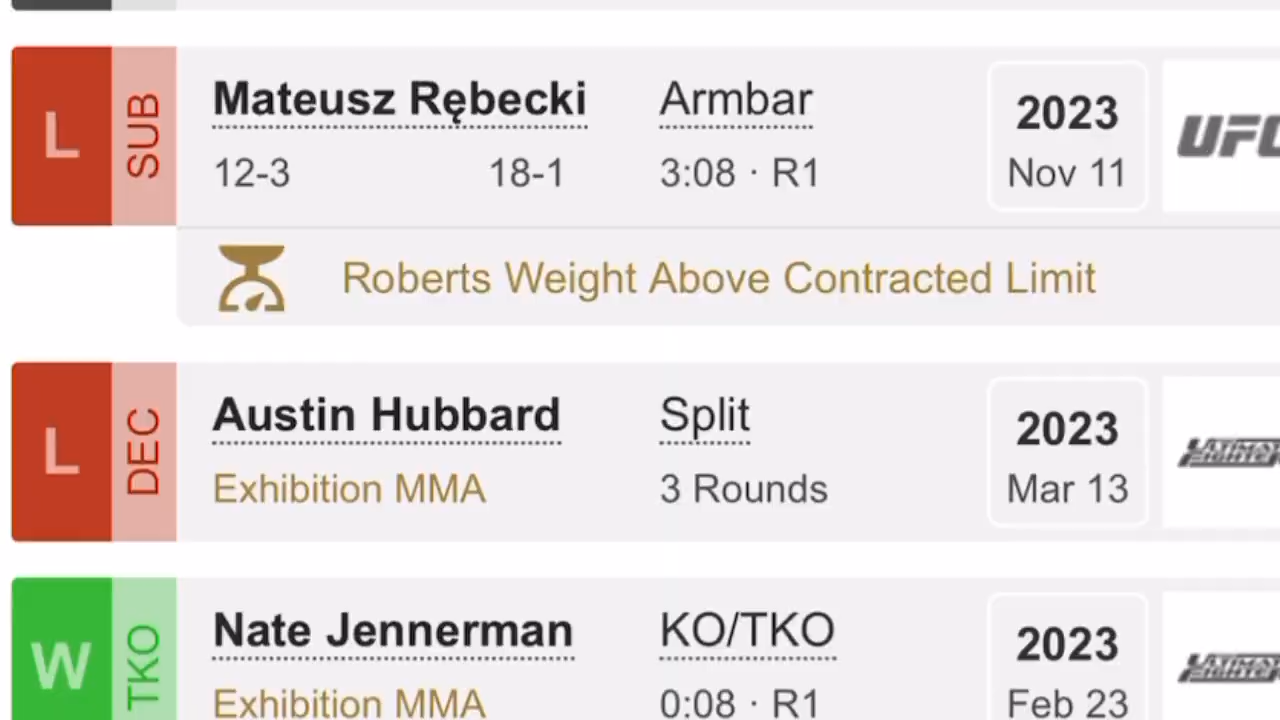 L SUB Mateusz Rębecki Armbar 2023 UFC
12-3 18-1 3:08 · R1 Nov 11
Roberts Weight Above Contracted Limit
L DEC Austin Hubbard Split 2023
Exhibition MMA 3 Rounds Mar 13
W TKO Nate Jennerman KO/TKO 2023
Exhibition MMA 0:08 · R1 Feb 23